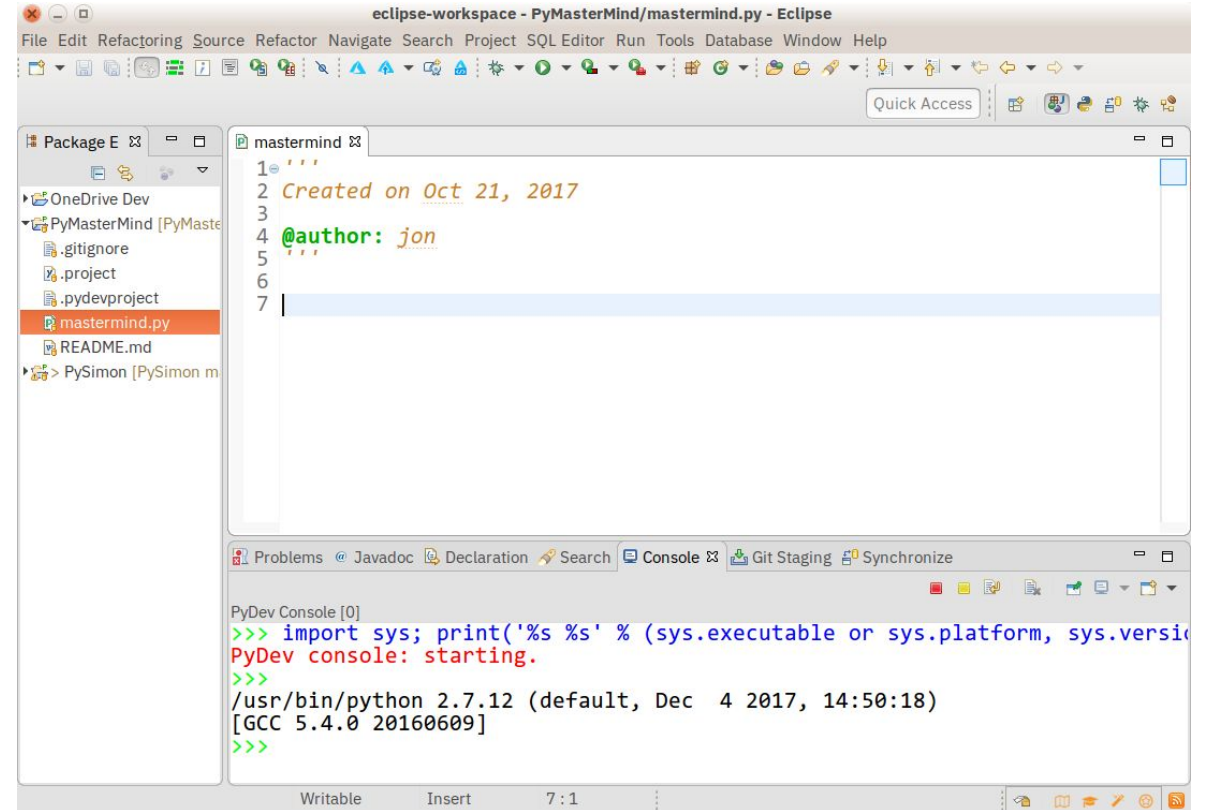 eclipse-workspace - PyMasterMind/mastermind.py - Eclipse
File Edit Refactoring Source Refactor Navigate Search Project SQL Editor Run Tools Database Window Help
Quick Access
Package E
mastermind
OneDrive Dev
PyMasterMind [PyMaste
.gitignore
.project
.pydevproject
mastermind.py
README.md
> PySimon [PySimon m
1 '''
2 Created on Oct 21, 2017
3
4 @author: jon
5 '''
6
7
Problems @ Javadoc Declaration Search Console Git Staging Synchronize
PyDev Console [0]
>>> import sys; print('%s %s' % (sys.executable or sys.platform, sys.versio
PyDev console: starting.
>>>
/usr/bin/python 2.7.12 (default, Dec  4 2017, 14:50:18)
[GCC 5.4.0 20160609]
>>>
Writable Insert 7 : 1